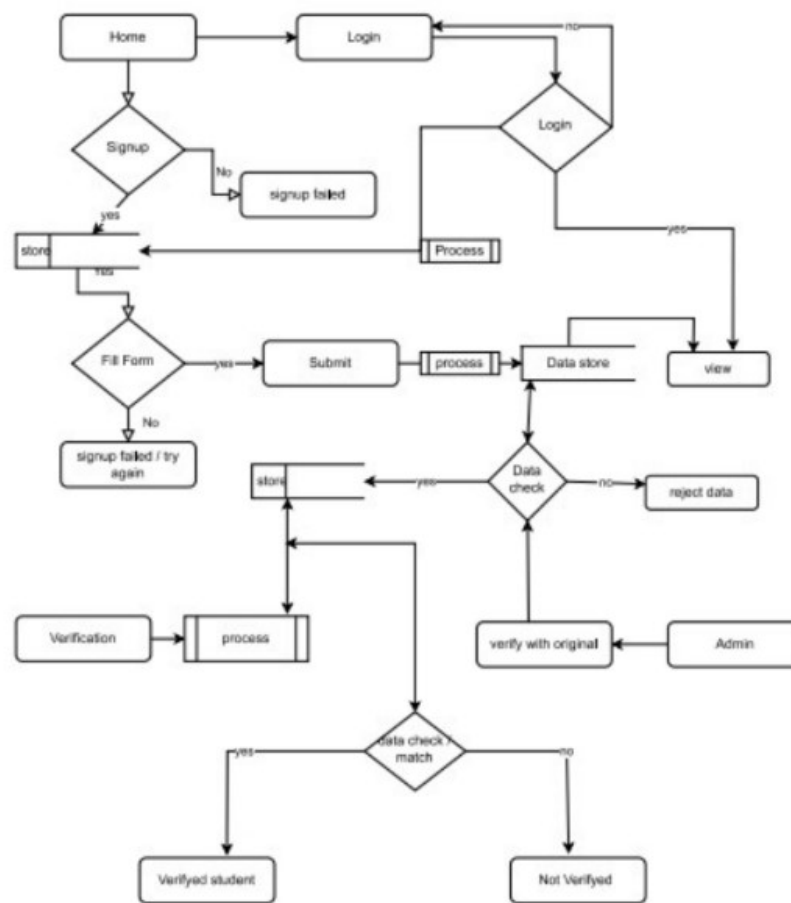 Home
Login
no
Login
Signup
No
signup failed
yes
store
Yes
Process
yes
Fill Form
yes
Submit
process
Data store
view
No
signup failed / try
again
store
yes
Data
check
no
reject data
Verification
process
verify with original
Admin
data check /
match
yes
no
Verifyed student
Not Verifyed